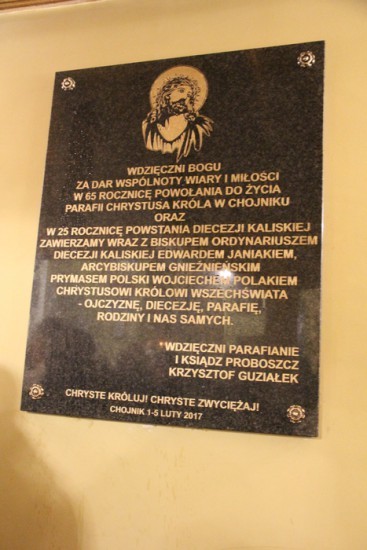 WDZIĘCZNI BOGU
ZA DAR WSPÓLNOTY WIARY I MIŁOŚCI
W 65 ROCZNICĘ POWOŁANIA DO ŻYCIA
PARAFII CHRYSTUSA KRÓLA W CHOJNIKU
ORAZ
W 25 ROCZNICĘ POWSTANIA DIECEZJI KALISKIEJ
ZAWIERZAMY WRAZ Z BISKUPEM ORDYNARIUSZEM
DIECEZJI KALISKIEJ EDWARDEM JANIAKIEM,
ARCYBISKUPEM GNIEŹNIEŃSKIM
PRYMASEM POLSKI WOJCIECHEM POLAKIEM
CHRYSTUSOWI KRÓLOWI WSZECHŚWIATA
- OJCZYZNĘ, DIECEZJĘ, PARAFIĘ,
RODZINY I NAS SAMYCH.
WDZIĘCZNI PARAFIANIE
I KSIĄDZ PROBOSZCZ
KRZYSZTOF GUZIAŁEK
CHRYSTE KRÓLUJ! CHRYSTE ZWYCIĘŻAJ!
CHOJNIK 1-5 LUTY 2017